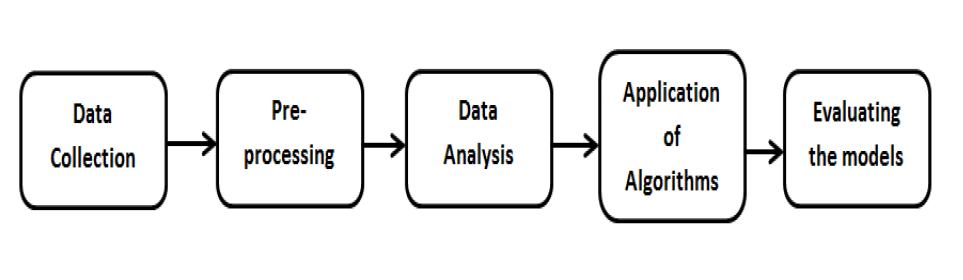 Data
Collection
Pre-
processing
Data
Analysis
Application
of
Algorithms
Evaluating
the models